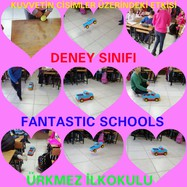 KUVVETİN CİSİMLER ÜZERİNDEKİ ETKİSİ
DENEY SINIFI
FANTASTIC SCHOOLS
ÜRKMEZ İLKOKULU